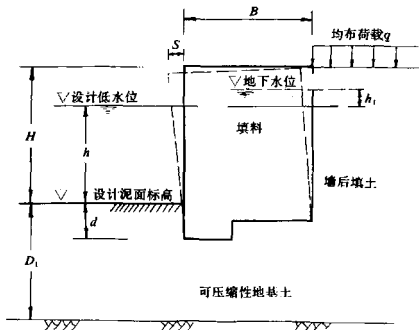 B
均布荷载q
S
▽设计低水位
▽地下水位
h₁
H
填料
h
墙后填土
▽设计泥面标高
d
D₁
可压缩性地基土